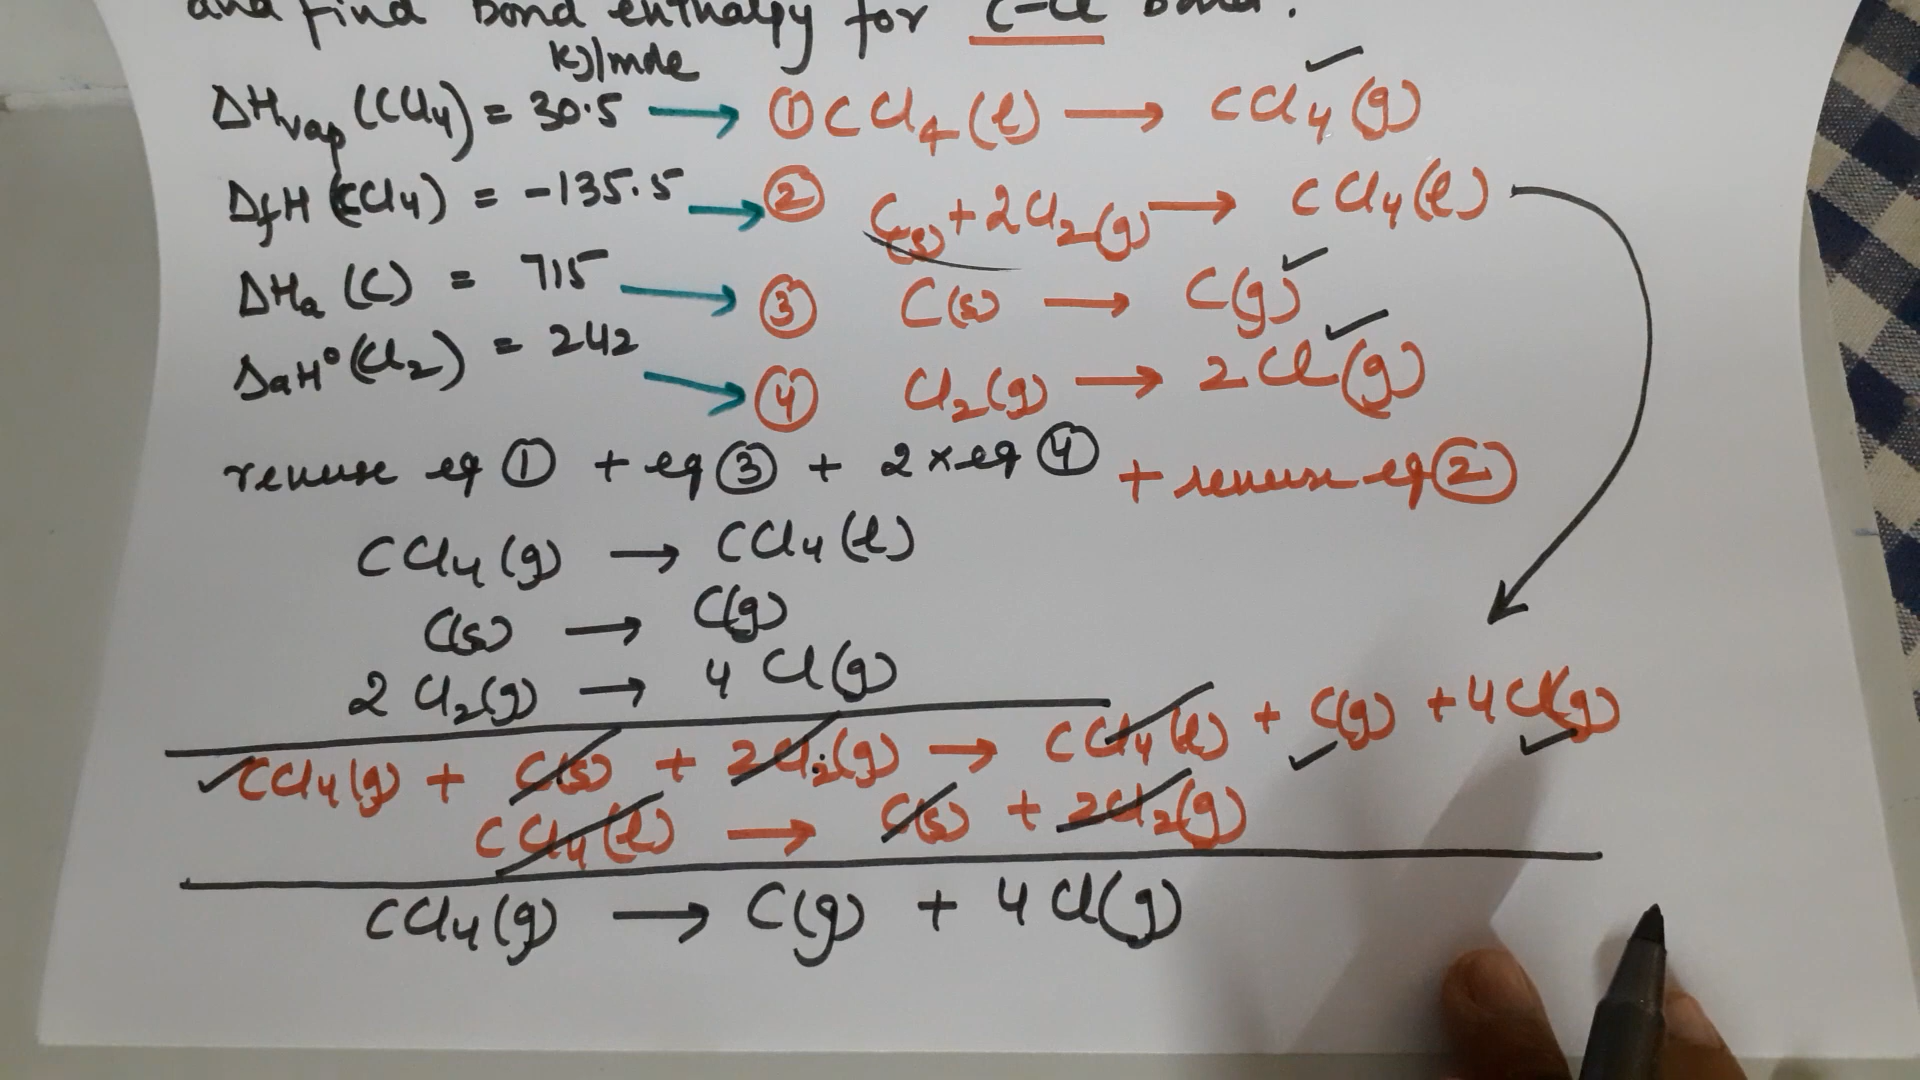 and find bond enthalpy for C-Cl bond.
kJ/mole
ΔHvap (CCl4) = 30.5 → ① CCl4(l) → CCl4(g)
ΔfH (CCl4) = -135.5 → ② C(s) + 2Cl2(g) → CCl4(l)
ΔHa (C) = 715 → ③ C(s) → C(g)
ΔaH° (Cl2) = 242 → ④ Cl2(g) → 2Cl(g)
reverse eq ① + eq ③ + 2 × eq ④ + reverse eq ②
CCl4(g) → CCl4(l)
C(s) → C(g)
2Cl2(g) → 4Cl(g)
CCl4(g) + C(s) + 2Cl2(g) → CCl4(l) + C(g) + 4Cl(g)
CCl4(l) → C(s) + 2Cl2(g)
CCl4(g) → C(g) + 4Cl(g)